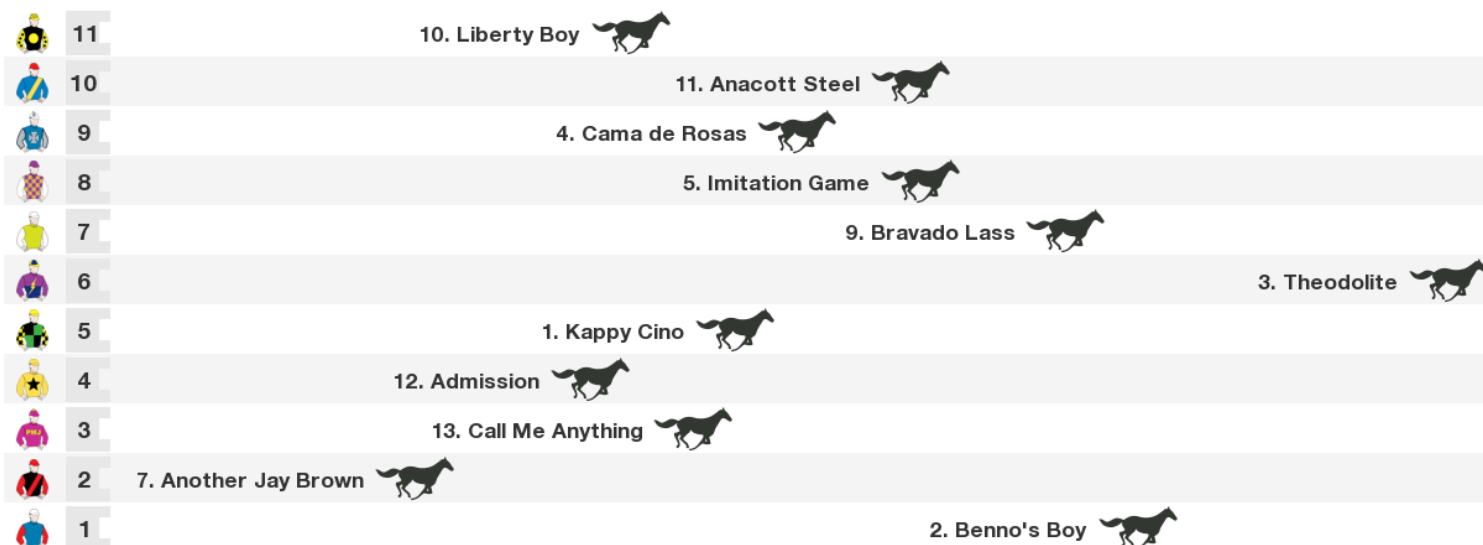 11 10. Liberty Boy
10 11. Anacott Steel
9 4. Cama de Rosas
8 5. Imitation Game
7 9. Bravado Lass
6 3. Theodolite
5 1. Kappy Cino
4 12. Admission
PMJ 3 13. Call Me Anything
2 7. Another Jay Brown
1 2. Benno's Boy